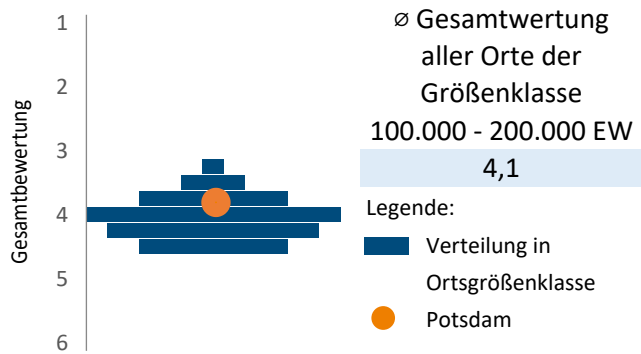 Gesamtbewertung
1
2
3
4
5
6
⌀ Gesamtwertung
aller Orte der
Größenklasse
100.000 - 200.000 EW
4,1
Legende:
Verteilung in
Ortsgrößenklasse
Potsdam